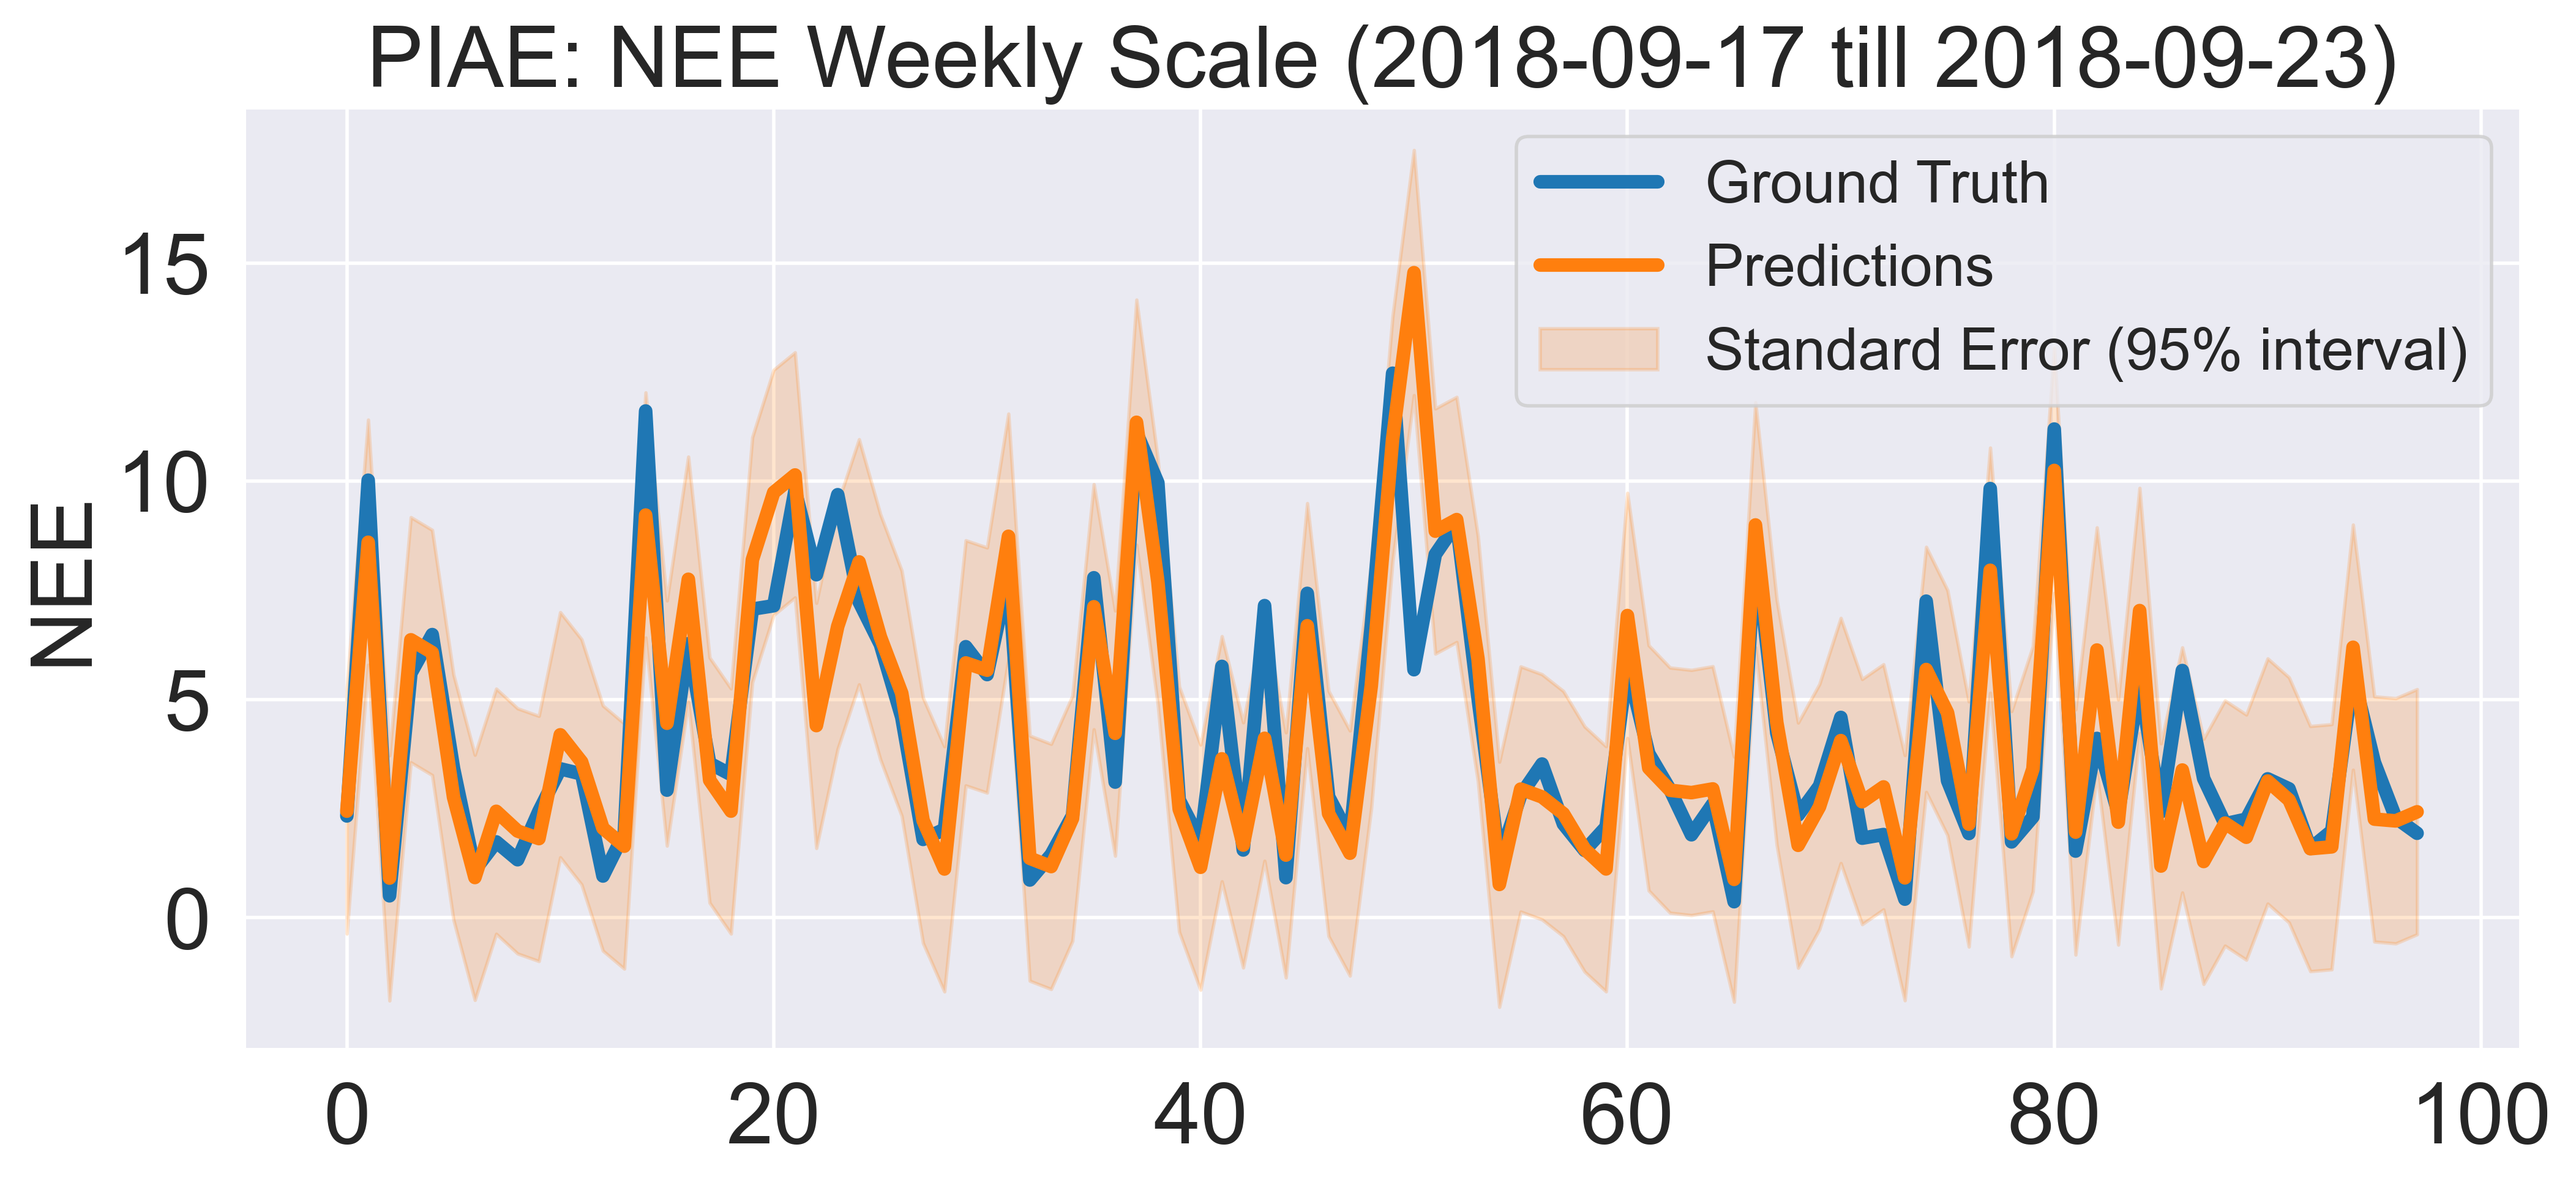 PIAE: NEE Weekly Scale (2018-09-17 till 2018-09-23)
Ground Truth
Predictions
Standard Error (95% interval)
NEE
15
10
5
0
0 20 40 60 80 100